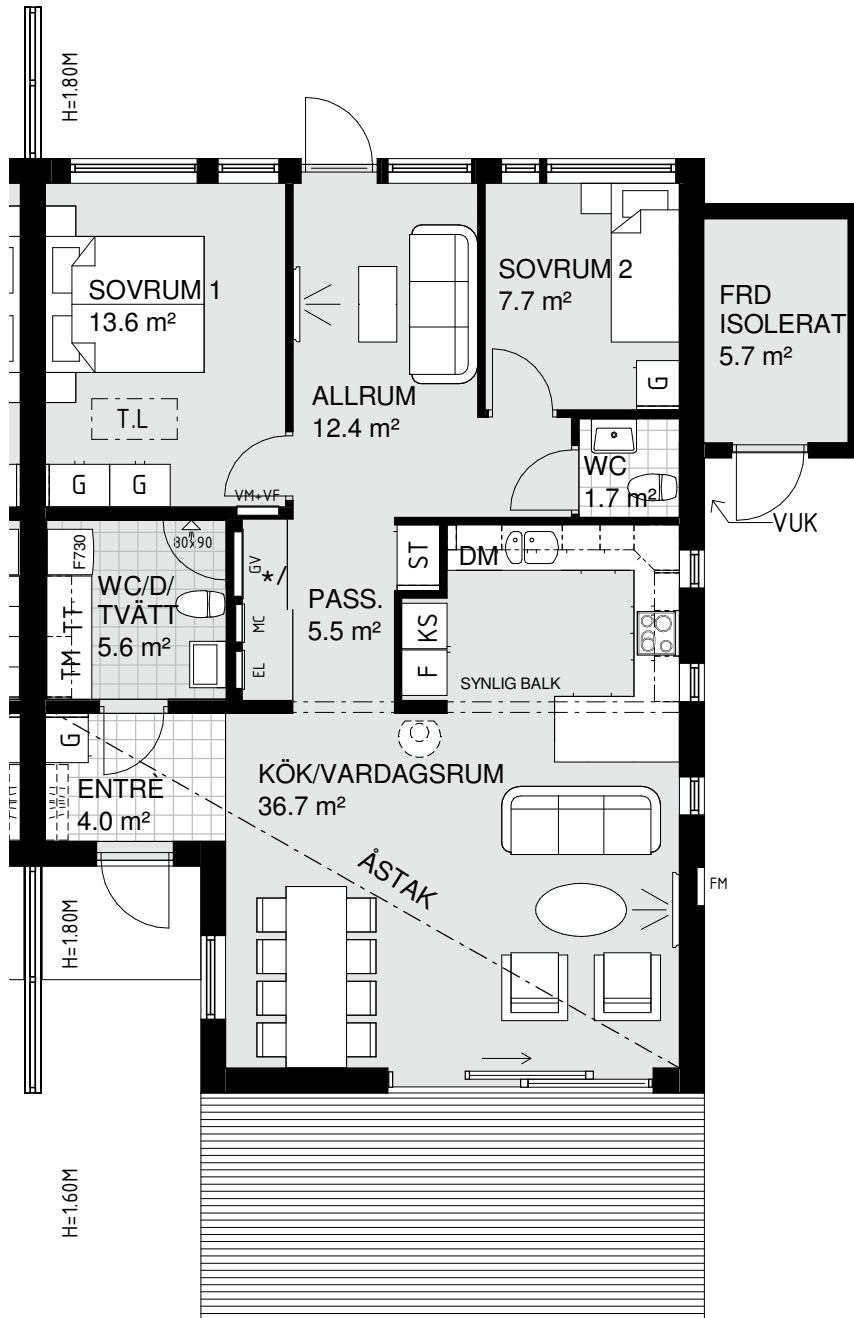 H=1.80M
SOVRUM 1
13.6 m²
T.L
G
G
ALLRUM
12.4 m²
SOVRUM 2
7.7 m²
G
FRD
ISOLERAT
5.7 m²
WC
1.7 m²
VUK
VM+VF
F730
80x90
WC/D/
TVÄTT
5.6 m²
TT
TM
GV
*/
MC
EL
PASS.
5.5 m²
ST
DM
KS
F
SYNLIG BALK
G
ENTRÈ
4.0 m²
KÖK/VARDAGSRUM
36.7 m²
ÅSTAK
FM
H=1.80M
H=1.60M